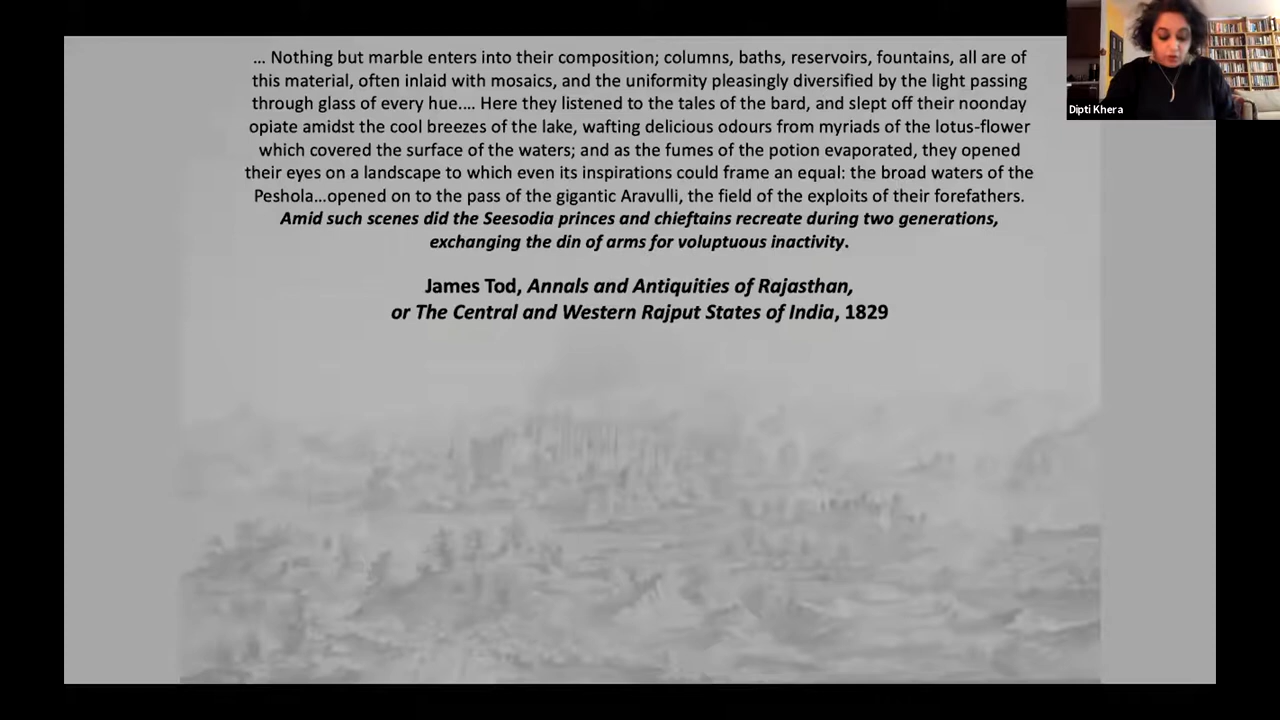 ... Nothing but marble enters into their composition; columns, baths, reservoirs, fountains, all are of
this material, often inlaid with mosaics, and the uniformity pleasingly diversified by the light passing
through glass of every hue.... Here they listened to the tales of the bard, and slept off their noonday
opiate amidst the cool breezes of the lake, wafting delicious odours from myriads of the lotus-flower
which covered the surface of the waters; and as the fumes of the potion evaporated, they opened
their eyes on a landscape to which even its inspirations could frame an equal: the broad waters of the
Peshola...opened on to the pass of the gigantic Aravulli, the field of the exploits of their forefathers.
Amid such scenes did the Seesodia princes and chieftains recreate during two generations,
exchanging the din of arms for voluptuous inactivity.
James Tod, Annals and Antiquities of Rajasthan,
or The Central and Western Rajput States of India, 1829
Dipti Khera